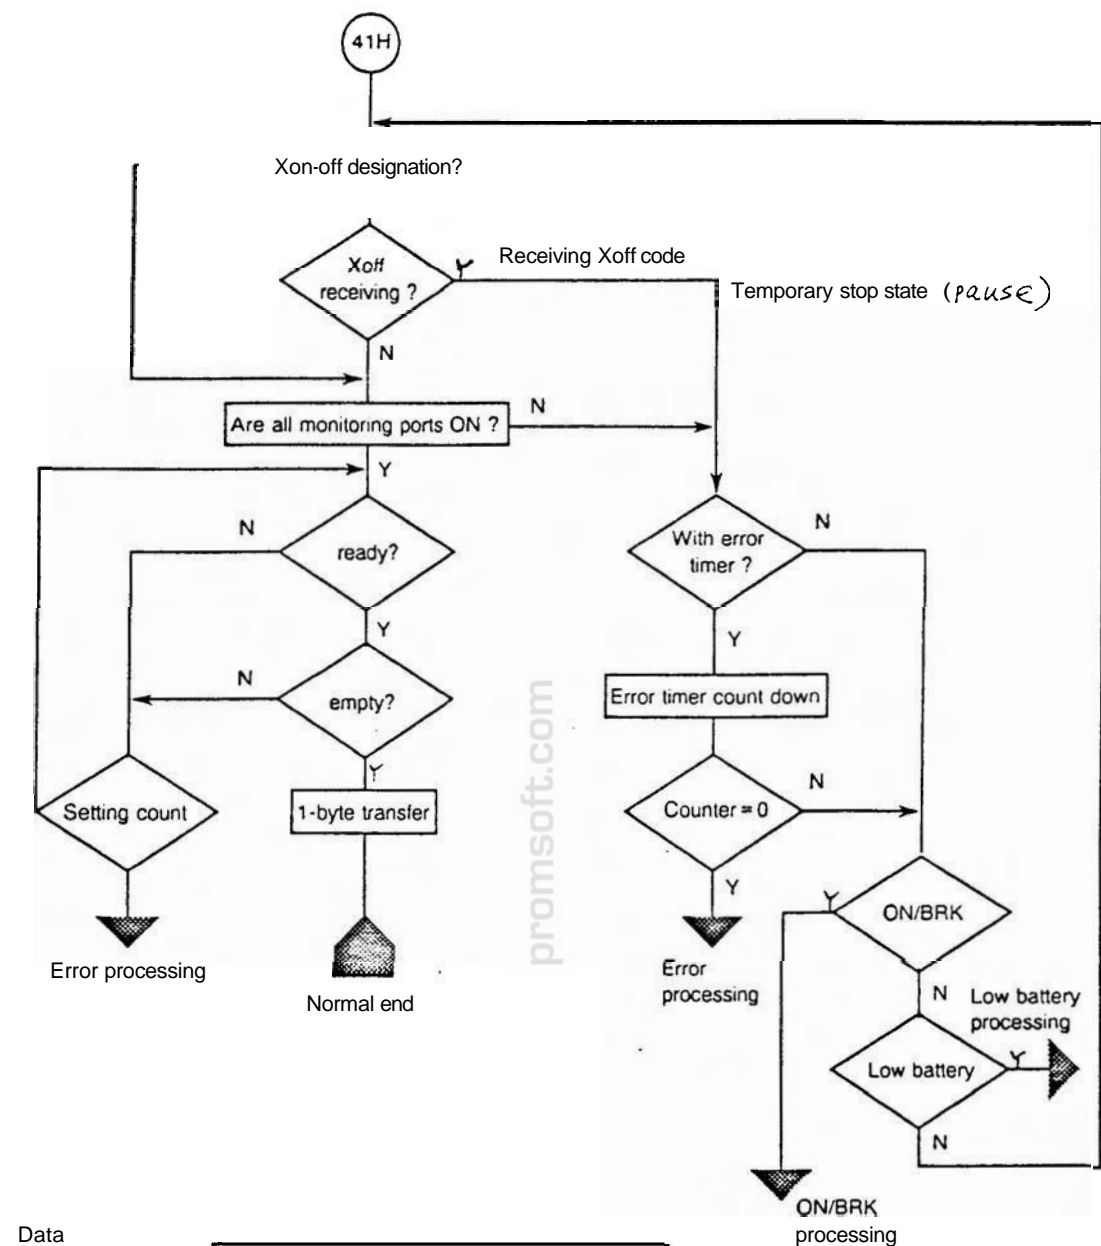 41H
Xon-off designation?
Xoff
receiving ?
Y
Receiving Xoff code
Temporary stop state (pause)
N
Are all monitoring ports ON ?
N
Y
N
ready?
Y
N
empty?
Y
Setting count
1-byte transfer
Error processing
Normal end
With error
timer ?
N
Y
Error timer count down
Counter = 0
N
Y
Error
processing
Y
ON/BRK
N
Low battery
processing
Low battery
Y
N
ON/BRK
processing
promsoft.com
Data